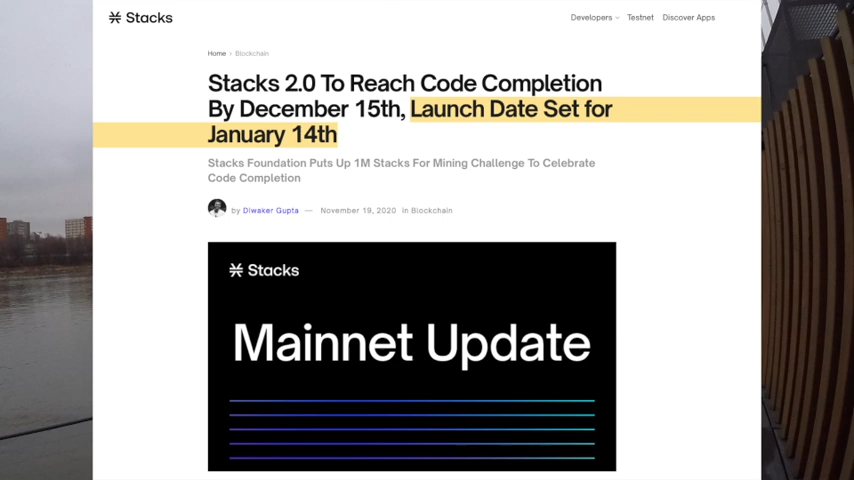 Stacks
Developers Testnet Discover Apps
Home > Blockchain
Stacks 2.0 To Reach Code Completion
By December 15th, Launch Date Set for
January 14th
Stacks Foundation Puts Up 1M Stacks For Mining Challenge To Celebrate
Code Completion
by Diwaker Gupta — November 19, 2020 in Blockchain
Stacks
Mainnet Update